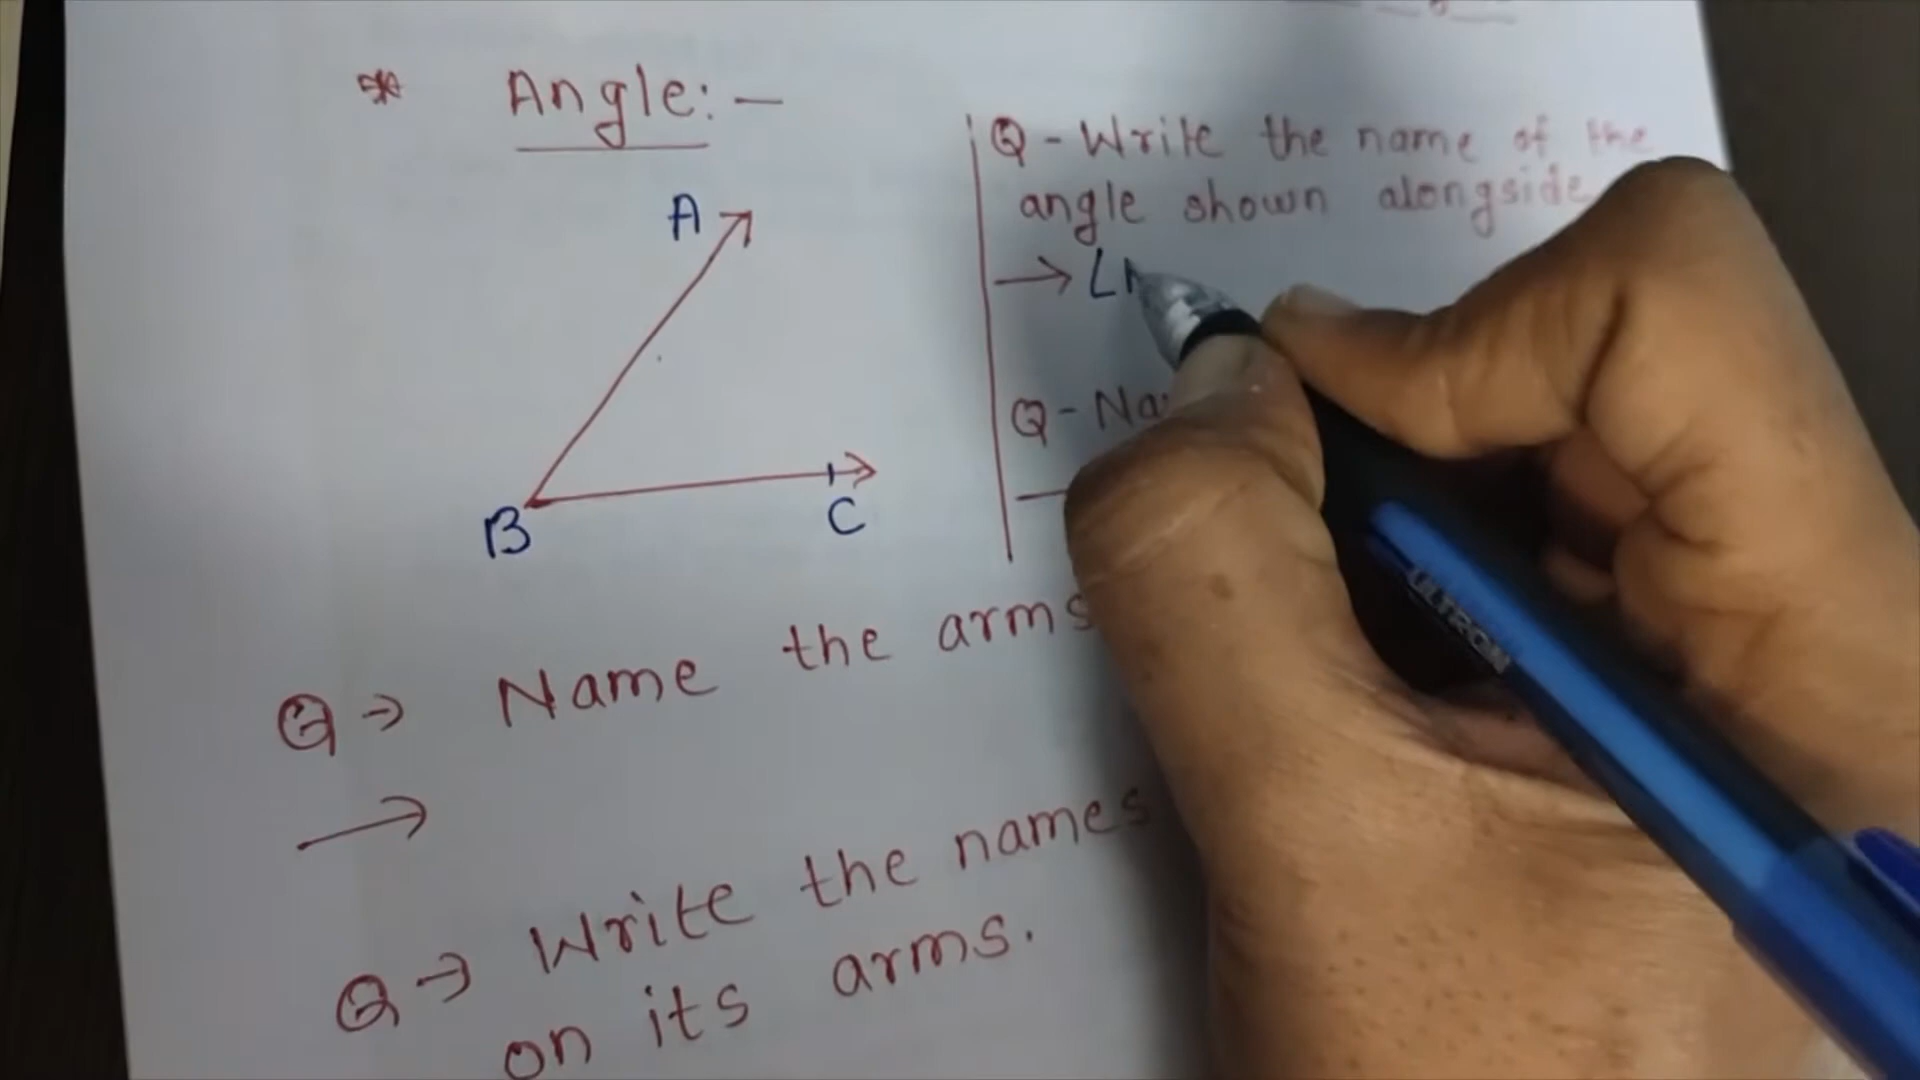 * Angle:-
A
B
C
Q - Write the name of the
angle shown alongside
→ ∠
Q -
Q → Name the arms
→
Q → Write the names
on its arms.
ULTRON